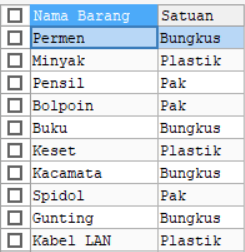 Nama Barang Satuan
Permen Bungkus
Minyak Plastik
Pensil Pak
Bolpoin Pak
Buku Bungkus
Keset Plastik
Kacamata Bungkus
Spidol Pak
Gunting Bungkus
Kabel LAN Plastik